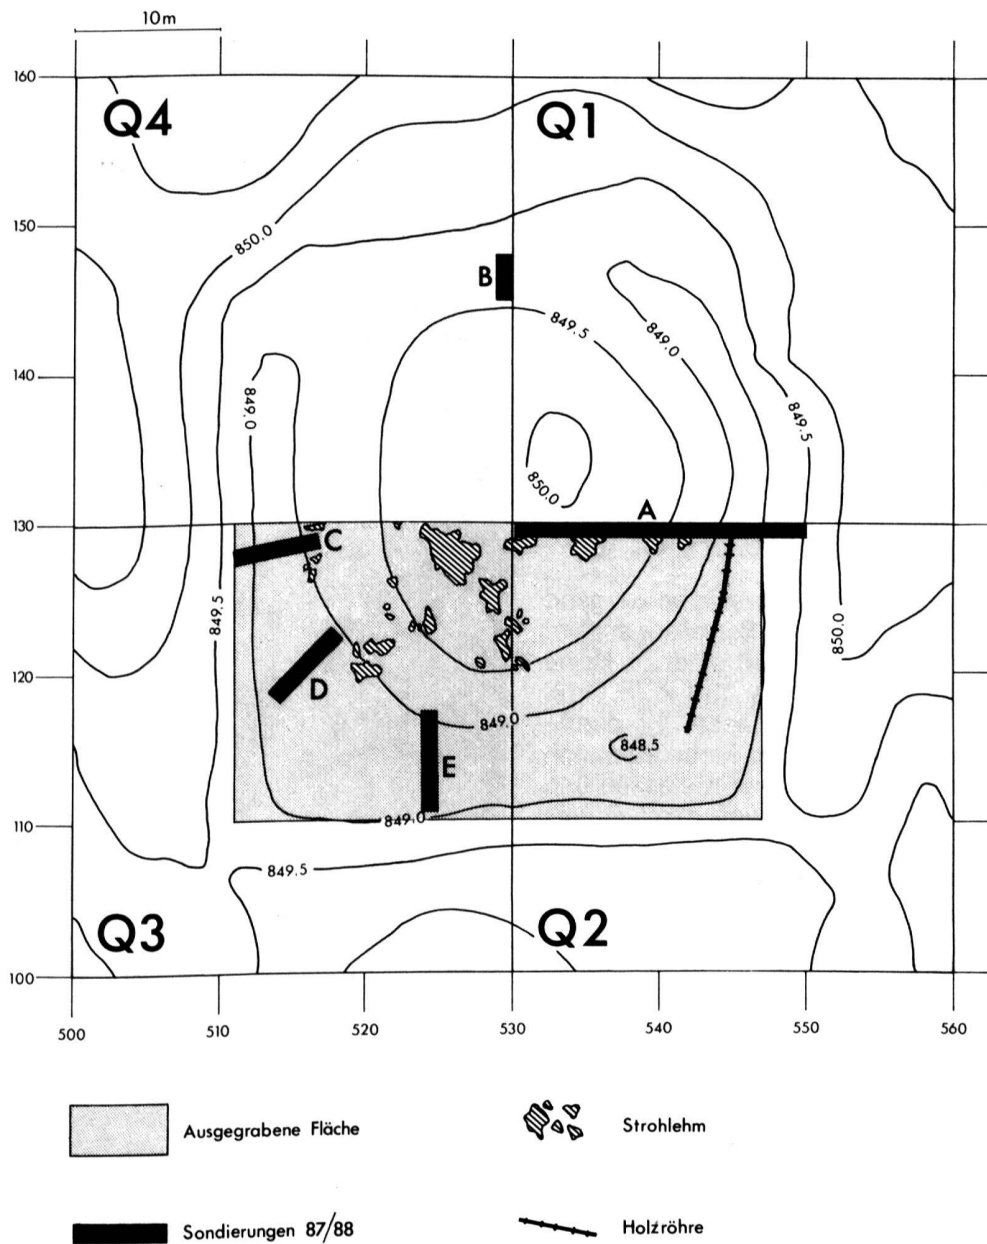 10m
160
Q4
Q1
150
850.0
B
849.5
849.0
140
849.0
849.5
850.0
A
130
C
849.5
850.0
D
120
849.0
848.5
E
110
849.0
849.5
Q3
Q2
100
500
510
520
530
540
550
560
Ausgegrabene Fläche
Strohlehm
Sondierungen 87/88
Holzröhre